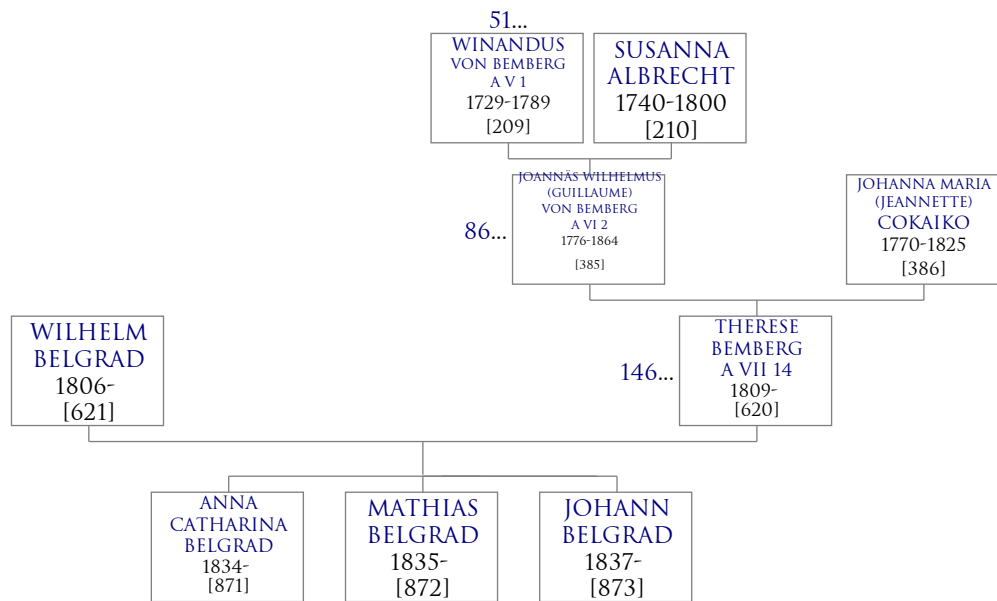 51...
WINANDUS
VON BEMBERG
A V 1
1729-1789
[209]
SUSANNA
ALBRECHT
1740-1800
[210]
JOANNÄS WILHELMUS
(GUILLAUME)
VON BEMBERG
A VI 2
1776-1864
[385]
86...
JOHANNA MARIA
(JEANNETTE)
COKAIKO
1770-1825
[386]
WILHELM
BELGRAD
1806-
[621]
146...
THERESE
BEMBERG
A VII 14
1809-
[620]
ANNA
CATHARINA
BELGRAD
1834-
[871]
MATHIAS
BELGRAD
1835-
[872]
JOHANN
BELGRAD
1837-
[873]